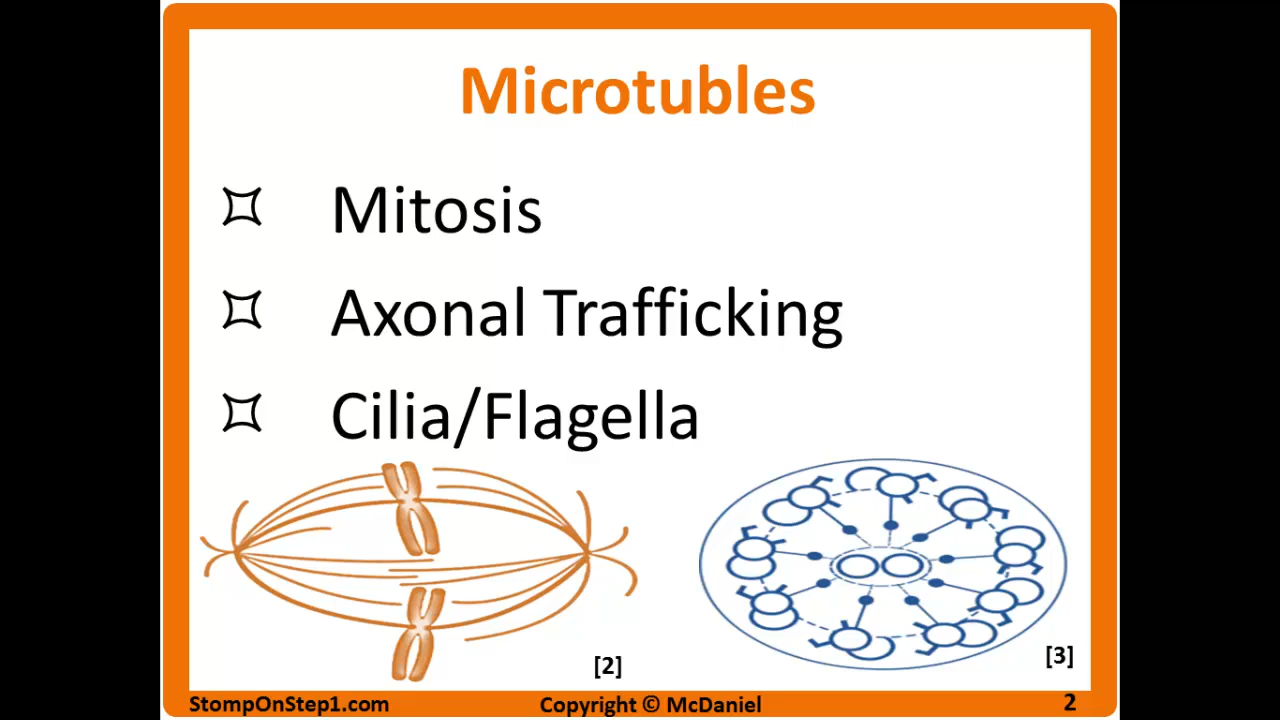 Microtubles
Mitosis
Axonal Trafficking
Cilia/Flagella
[2]
[3]
StompOnStep1.com
Copyright © McDaniel
2